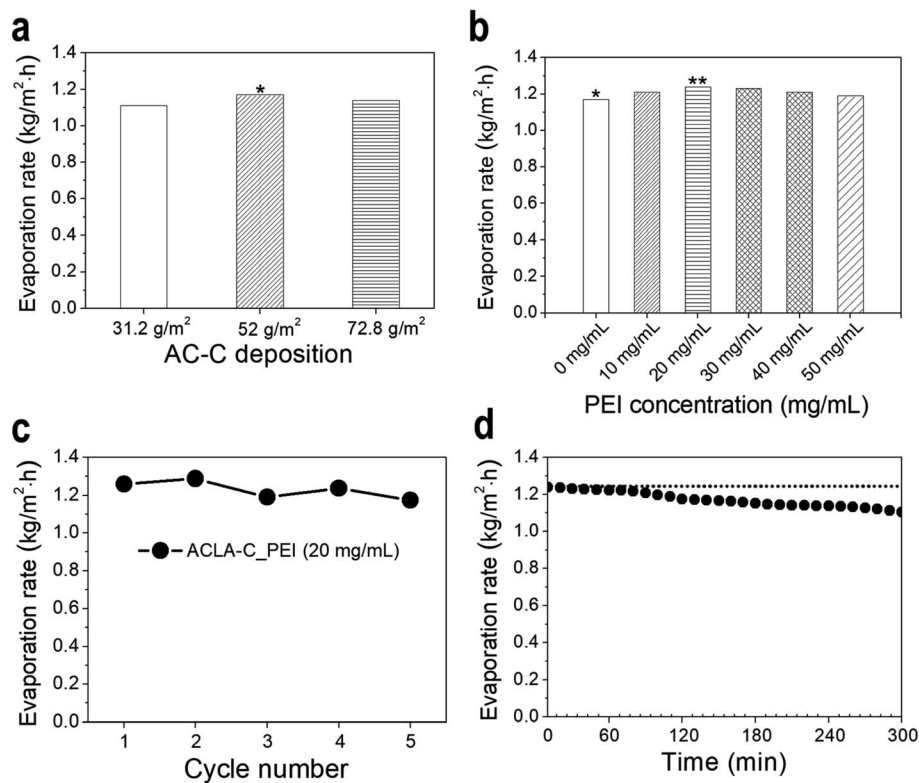 a
Evaporation rate (kg/m²·h)
1.4
1.2
1.0
0.8
0.6
0.4
0.2
0.0
*
31.2 g/m² 52 g/m² 72.8 g/m²
AC-C deposition
b
Evaporation rate (kg/m²·h)
1.4
1.2
1.0
0.8
0.6
0.4
0.2
0.0
* **
0 mg/mL 10 mg/mL 20 mg/mL 30 mg/mL 40 mg/mL 50 mg/mL
PEI concentration (mg/mL)
c
Evaporation rate (kg/m²·h)
1.4
1.2
1.0
0.8
0.6
0.4
0.2
0.0
ACLA-C_PEI (20 mg/mL)
1 2 3 4 5
Cycle number
d
Evaporation rate (kg/m²·h)
1.4
1.2
1.0
0.8
0.6
0.4
0.2
0.0
0 60 120 180 240 300
Time (min)